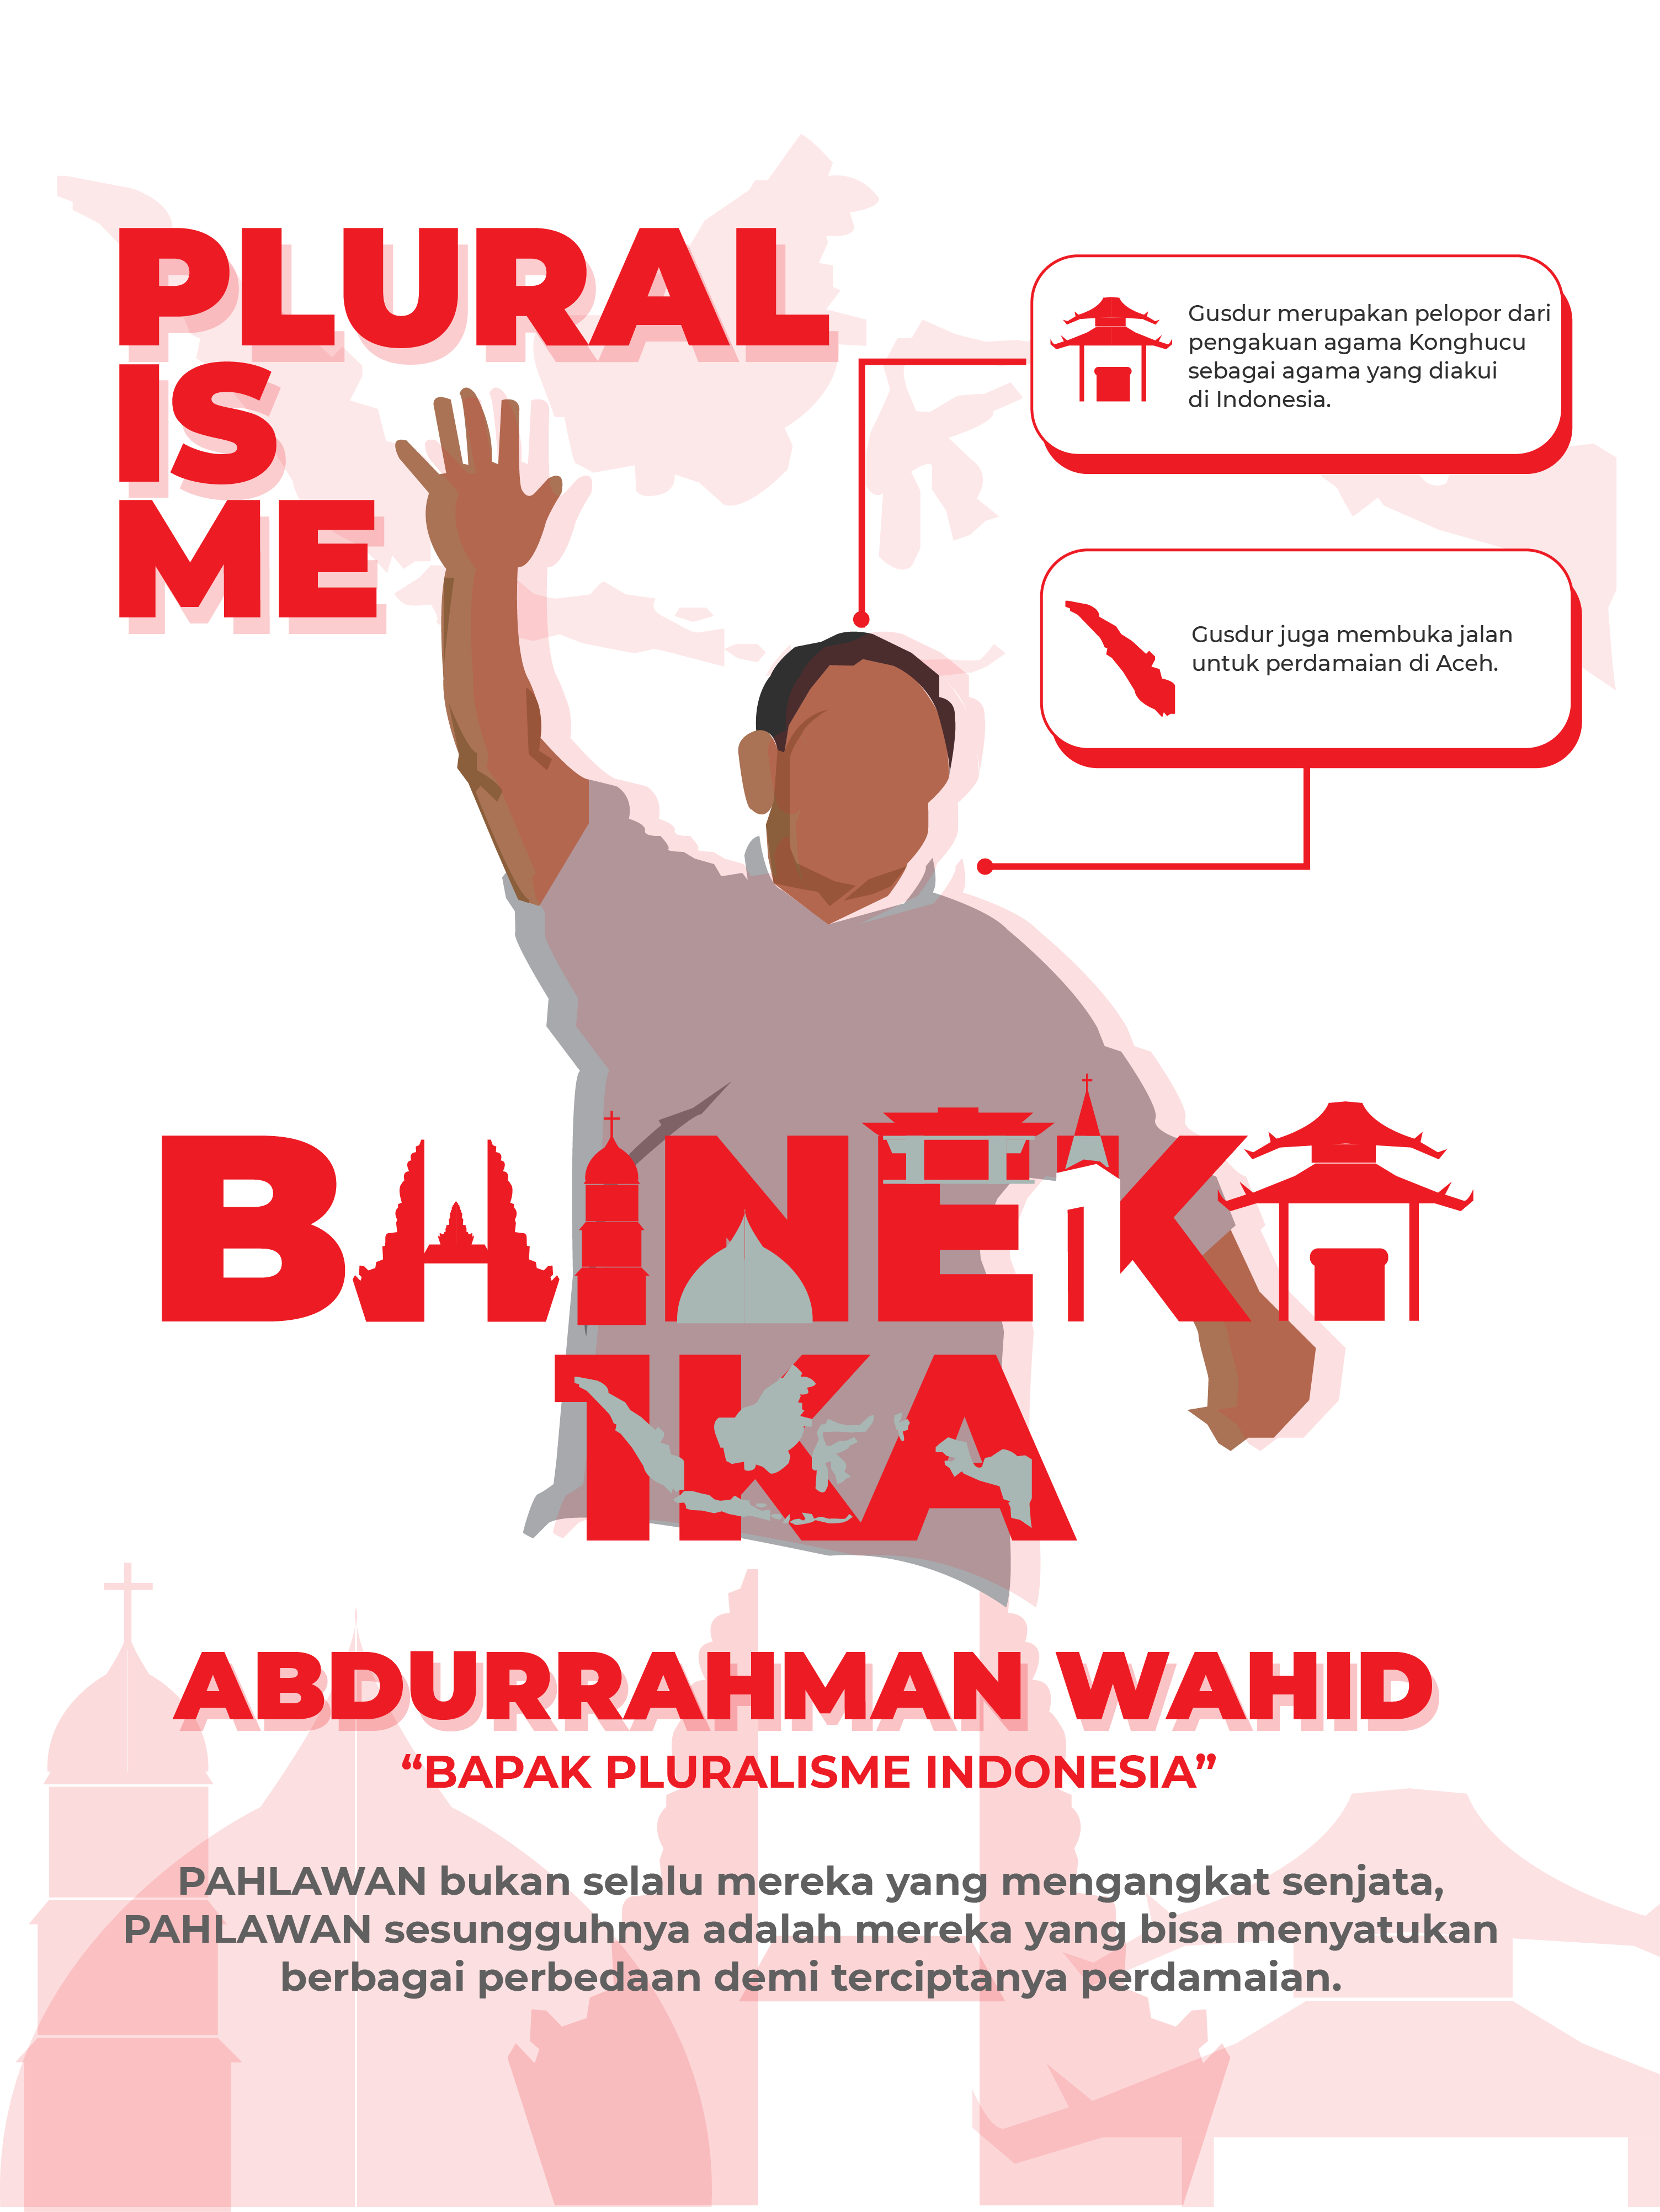 PLURAL
IS
ME
Gusdur merupakan pelopor dari
pengakuan agama Konghucu
sebagai agama yang diakui
di Indonesia.
Gusdur juga membuka jalan
untuk perdamaian di Aceh.
BAINEKA
IKA
ABDURRAHMAN WAHID
“BAPAK PLURALISME INDONESIA”
PAHLAWAN bukan selalu mereka yang mengangkat senjata,
PAHLAWAN sesungguhnya adalah mereka yang bisa menyatukan
berbagai perbedaan demi terciptanya perdamaian.